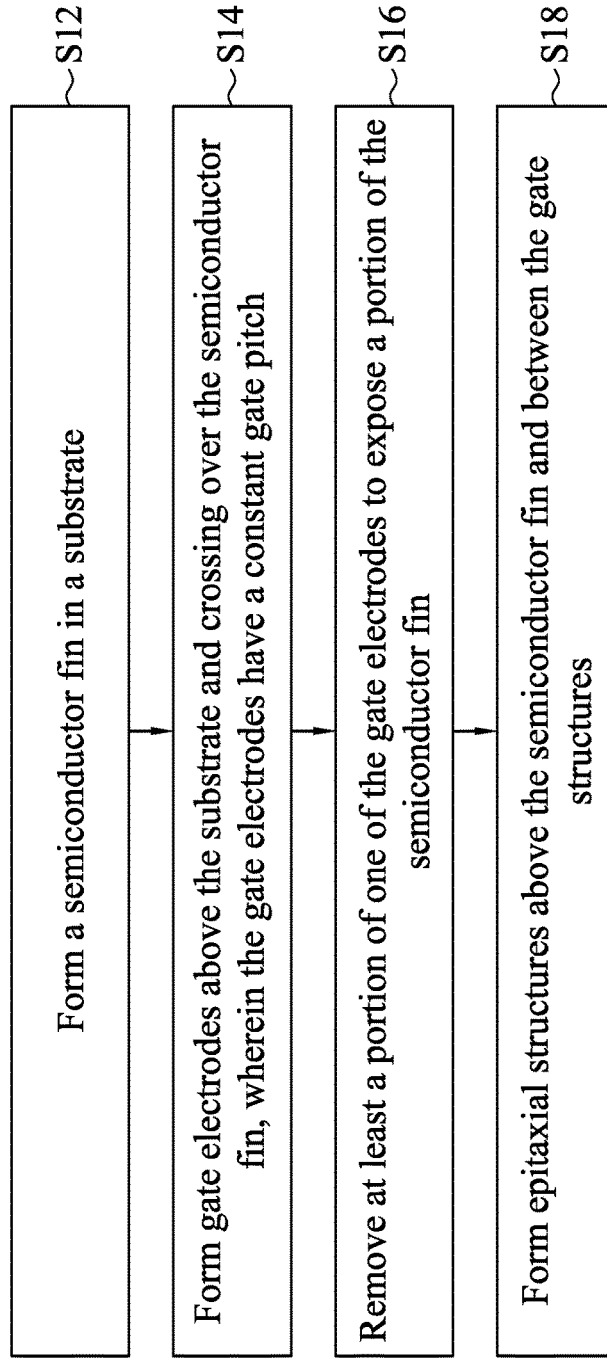 Form a semiconductor fin in a substrate
S12
Form gate electrodes above the substrate and crossing over the semiconductor
fin, wherein the gate electrodes have a constant gate pitch
S14
Remove at least a portion of one of the gate electrodes to expose a portion of the
semiconductor fin
S16
Form epitaxial structures above the semiconductor fin and between the gate
structures
S18